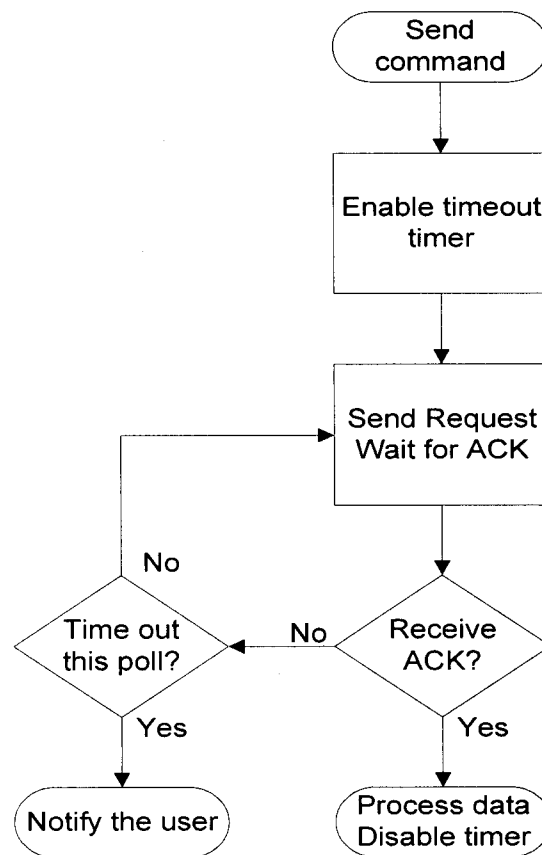 Send
command
Enable timeout
timer
Send Request
Wait for ACK
No
Time out
this poll?
No
Receive
ACK?
Yes
Yes
Notify the user
Process data
Disable timer